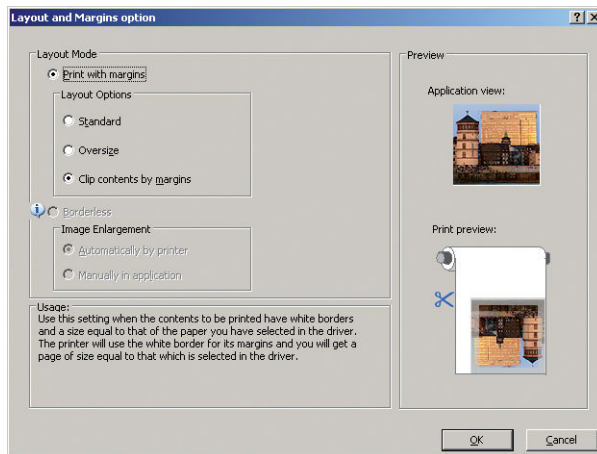 Layout and Margins option
Layout Mode
Print with margins
Layout Options
Standard
Oversize
Clip contents by margins
Borderless
Image Enlargement
Automatically by printer
Manually in application
Usage:
Use this setting when the contents to be printed have white borders
and a size equal to that of the paper you have selected in the driver.
The printer will use the white border for its margins and you will get a
page of size equal to that which is selected in the driver.
Preview
Application view:
Print preview:
OK
Cancel